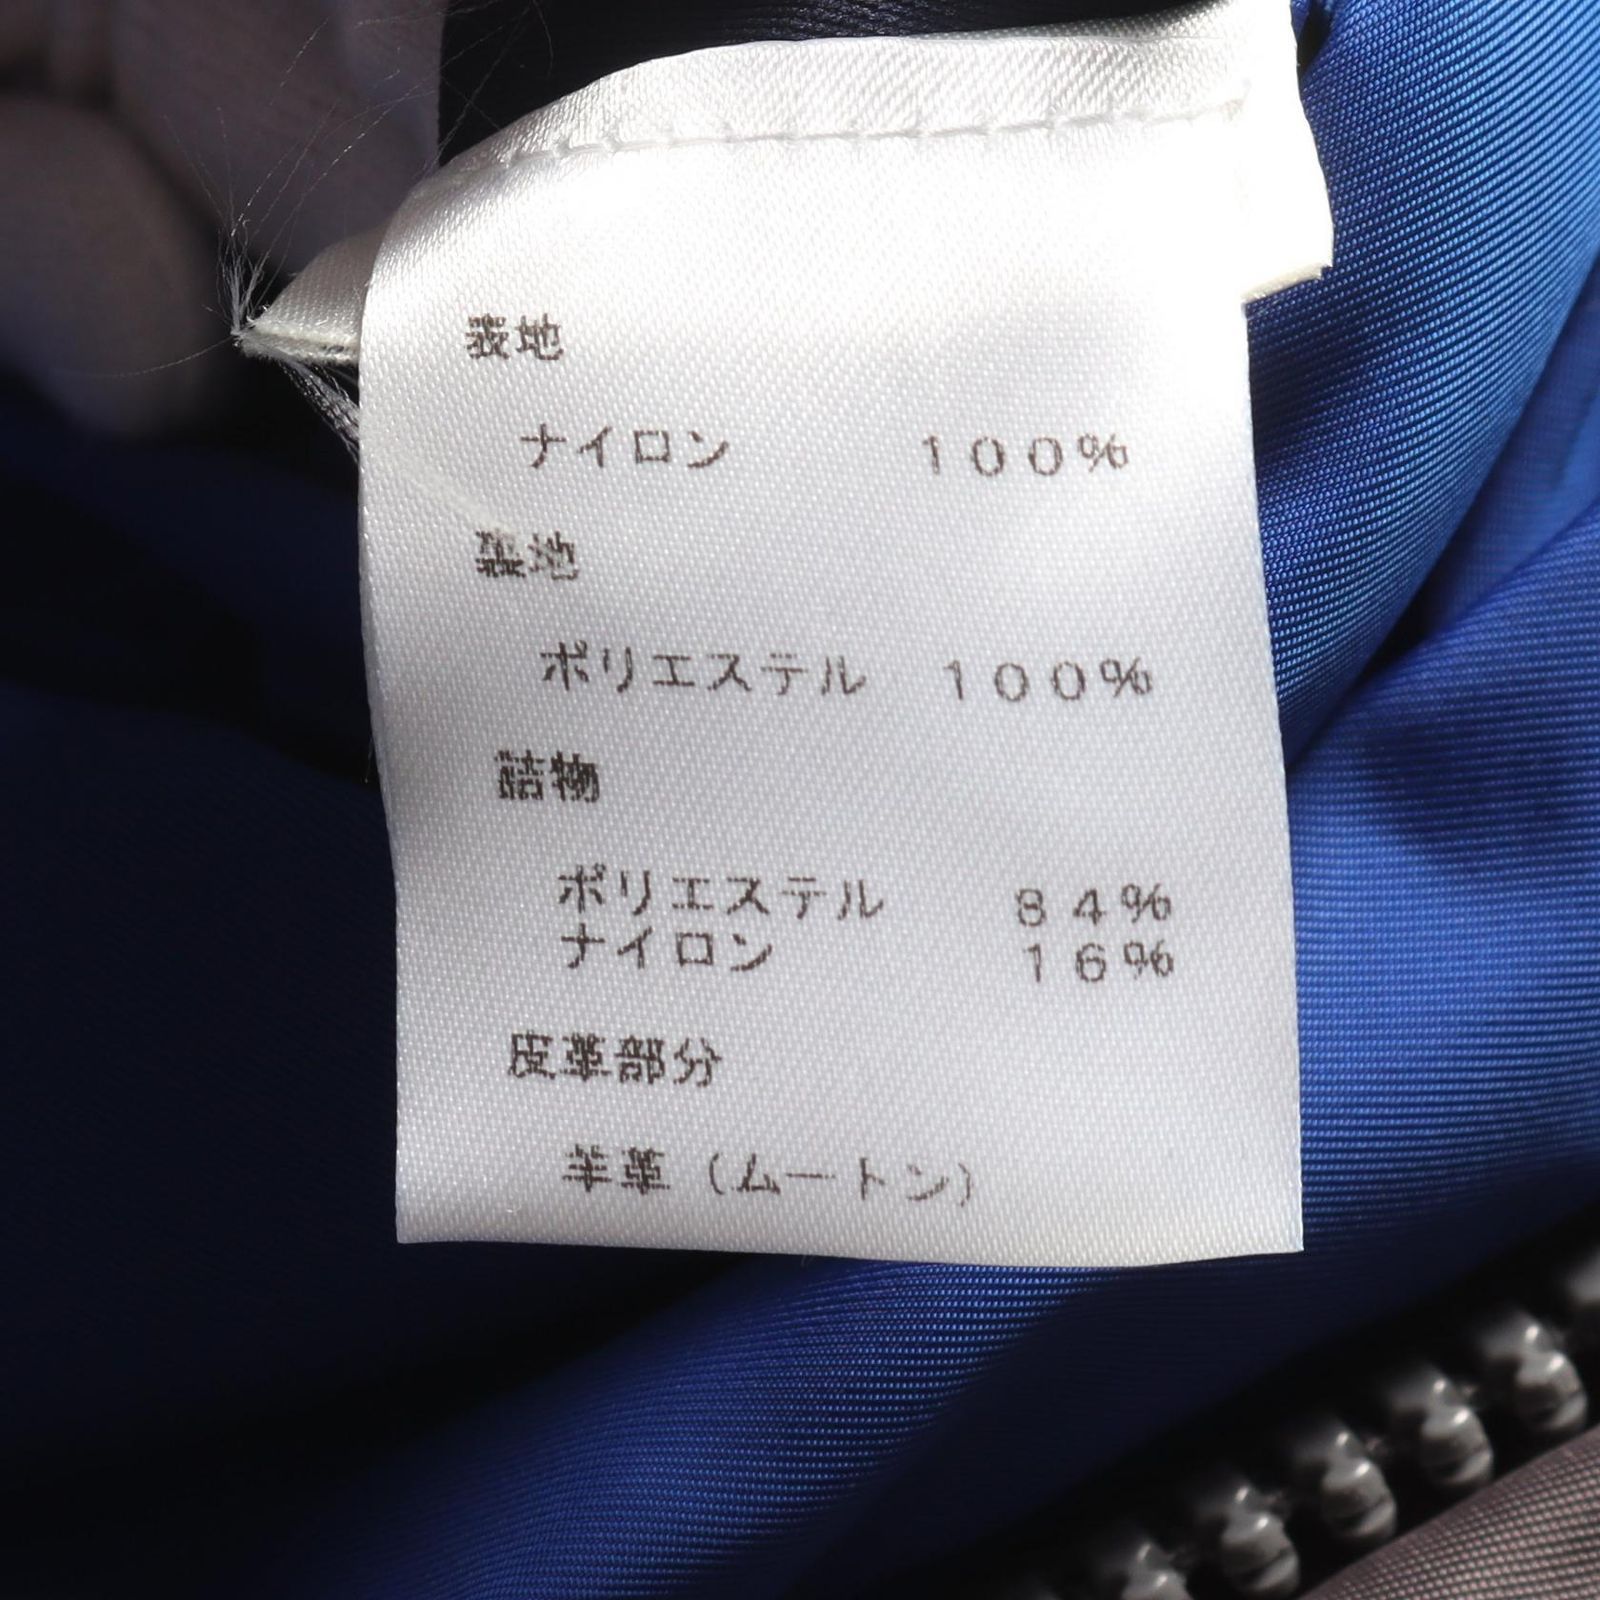 表地
ナイロン 100%
裏地
ポリエステル 100%
詰物
ポリエステル 84%
ナイロン 16%
皮革部分
羊革(ムートン)